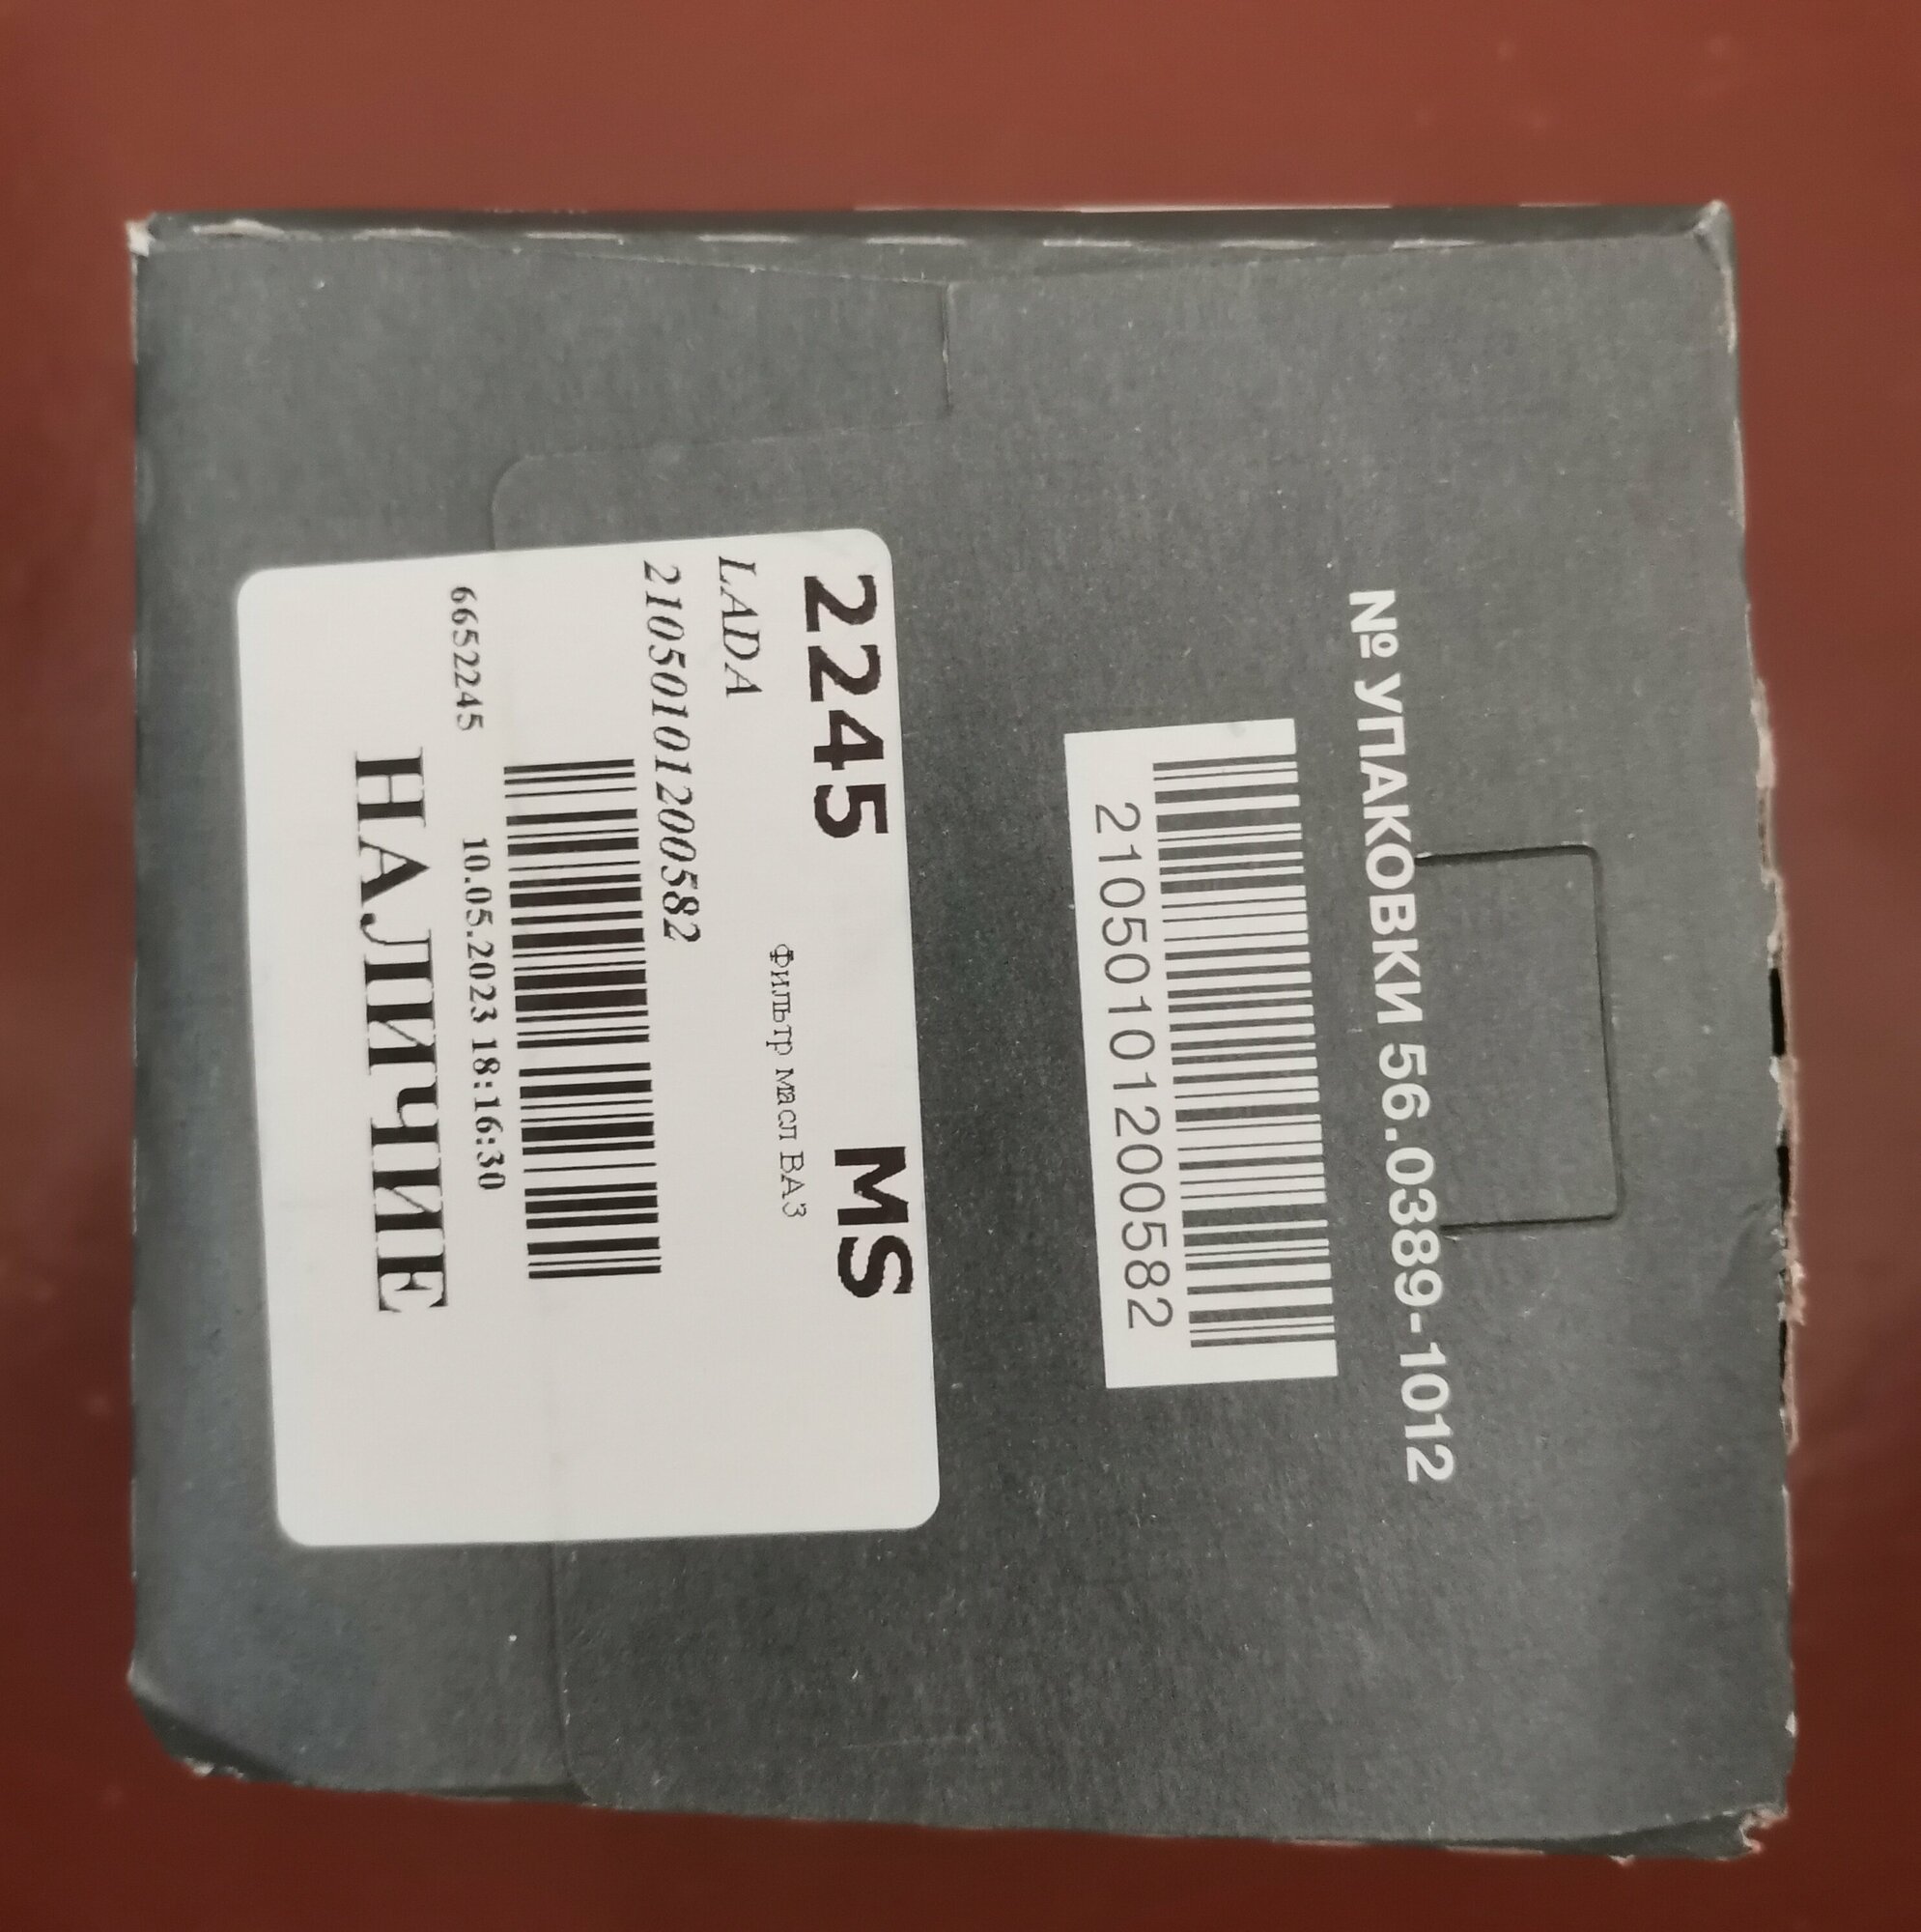 № УПАКОВКИ 56.0389-1012
21050101200582
2245 MS
Фильтр масл ВАЗ
LADA
21050101200582
6652245 10.05.2023 18:16:30
НАЛИЧИЕ